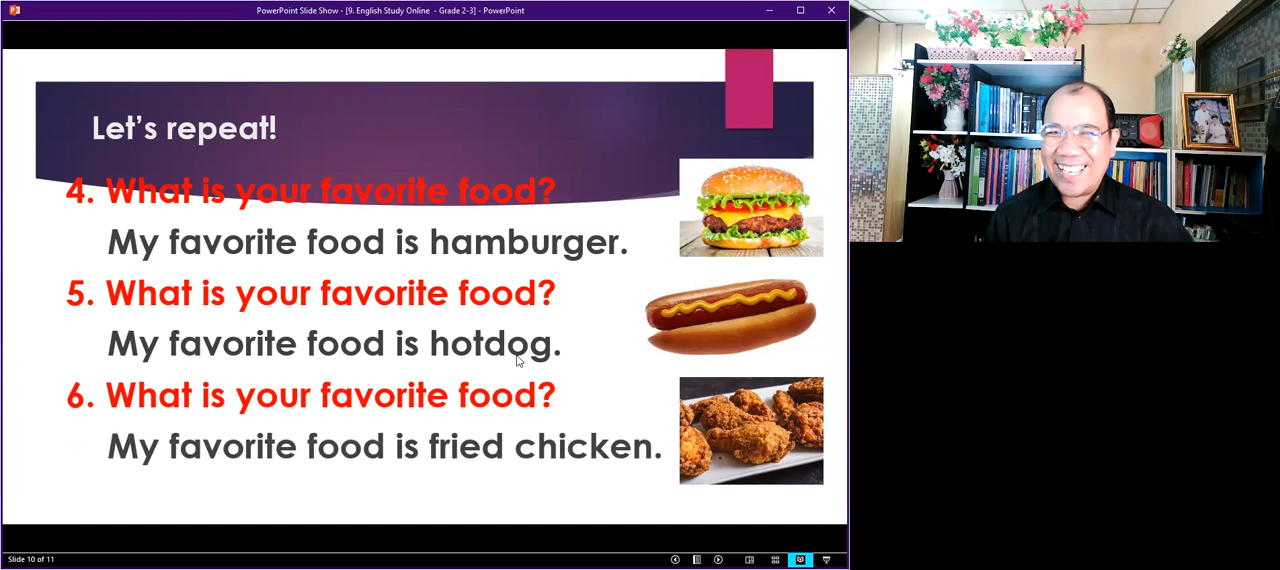 PowerPoint Slide Show - [9. English Study Online - Grade 2-3] - PowerPoint
Let's repeat!
4. What is your favorite food?
My favorite food is hamburger.
5. What is your favorite food?
My favorite food is hotdog.
6. What is your favorite food?
My favorite food is fried chicken.
Slide 10 of 11